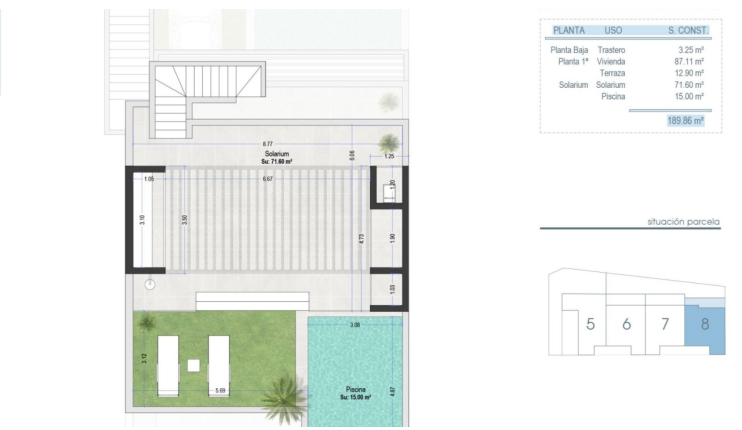 PLANTA USO S. CONST.
Planta Baja Trastero 3.25 m²
Planta 1ª Vivienda 87.11 m²
Terraza 12.90 m²
Solarium Solarium 71.60 m²
Piscina 15.00 m²
189.86 m²
situación parcela
5 6 7 8
8.77
Solarium
Su: 71.60 m²
6.06
1.25
1.05
6.67
1.20
3.10
3.50
4.73
1.90
1.03
3.08
3.12
5.69
Piscina
Su: 15.00 m²
4.87